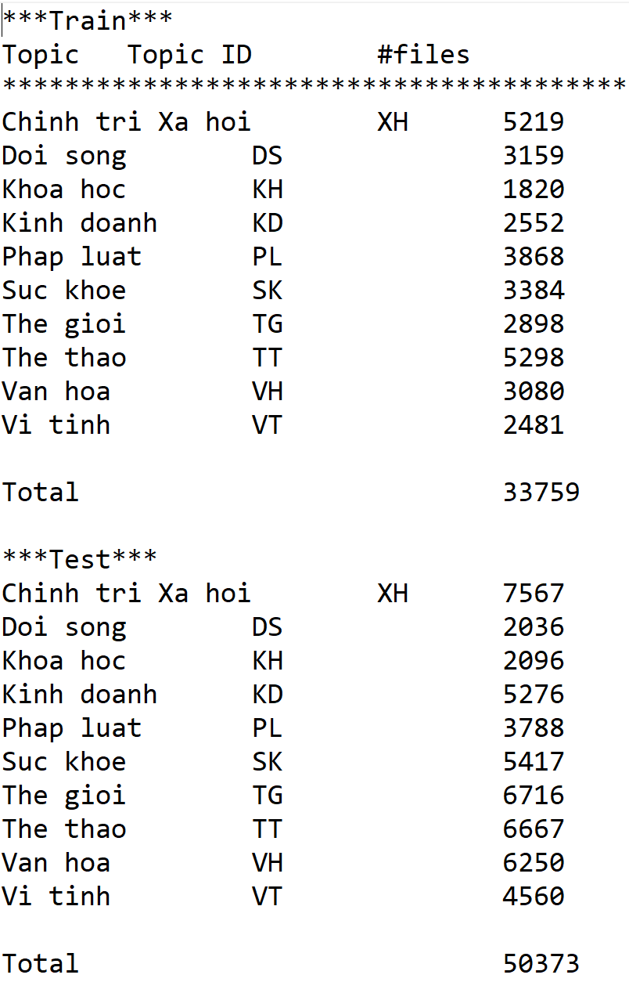 ***Train***
Topic	Topic ID		#files
****************************************
Chinh tri Xa hoi	XH	5219
Doi song	DS		3159
Khoa hoc	KH		1820
Kinh doanh	KD		2552
Phap luat	PL		3868
Suc khoe	SK		3384
The gioi	TG		2898
The thao	TT		5298
Van hoa		VH		3080
Vi tinh		VT		2481

Total				33759

***Test***
Chinh tri Xa hoi	XH	7567
Doi song	DS		2036
Khoa hoc	KH		2096
Kinh doanh	KD		5276
Phap luat	PL		3788
Suc khoe	SK		5417
The gioi	TG		6716
The thao	TT		6667
Van hoa		VH		6250
Vi tinh		VT		4560

Total				50373